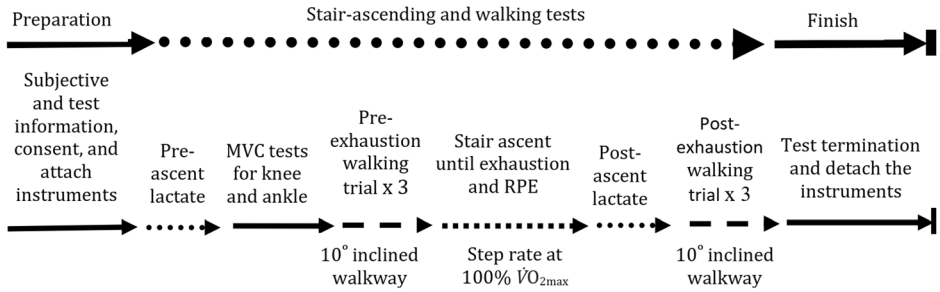 Preparation
Stair-ascending and walking tests
Finish
Subjective
and test
information,
consent, and
attach
instruments
Pre-
ascent
lactate
MVC tests
for knee
and ankle
Pre-
exhaustion
walking
trial x 3
Stair ascent
until exhaustion
and RPE
Post-
ascent
lactate
Post-
exhaustion
walking
trial x 3
Test termination
and detach the
instruments
10° inclined
walkway
Step rate at
100% V̇O₂max
10° inclined
walkway